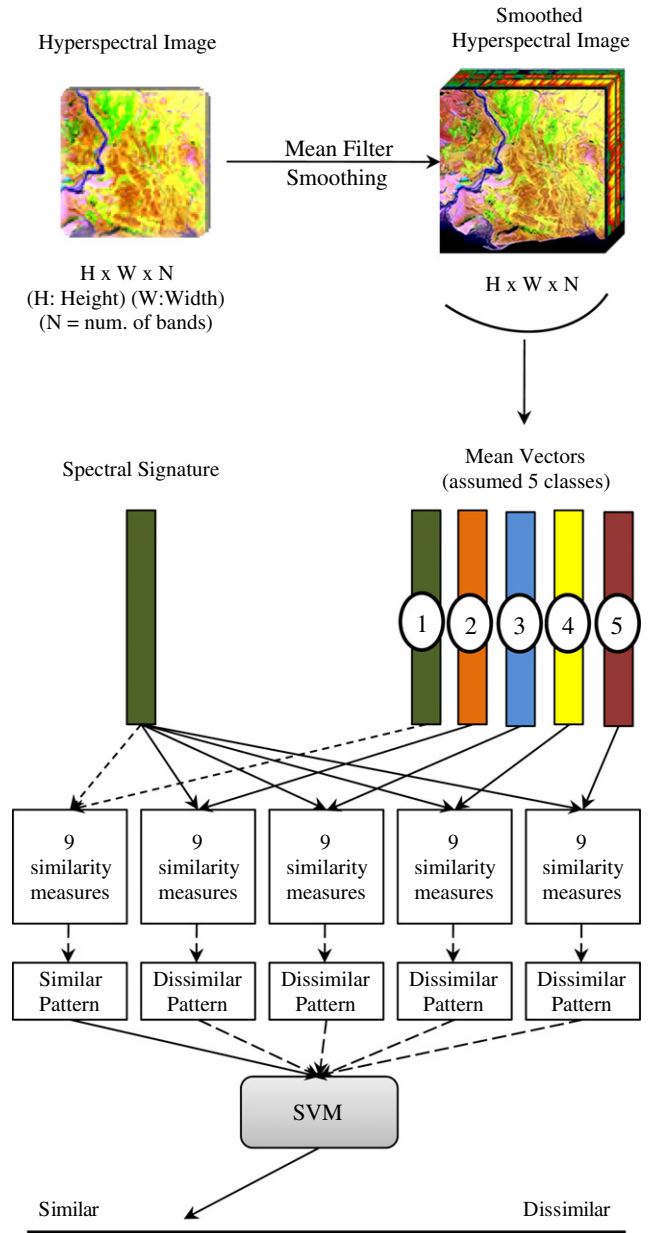 Hyperspectral Image
Smoothed
Hyperspectral Image
Mean Filter
Smoothing
H x W x N
(H: Height) (W:Width)
(N = num. of bands)
H x W x N
Spectral Signature
Mean Vectors
(assumed 5 classes)
1
2
3
4
5
9
similarity
measures
9
similarity
measures
9
similarity
measures
9
similarity
measures
9
similarity
measures
Similar
Pattern
Dissimilar
Pattern
Dissimilar
Pattern
Dissimilar
Pattern
Dissimilar
Pattern
SVM
Similar
Dissimilar